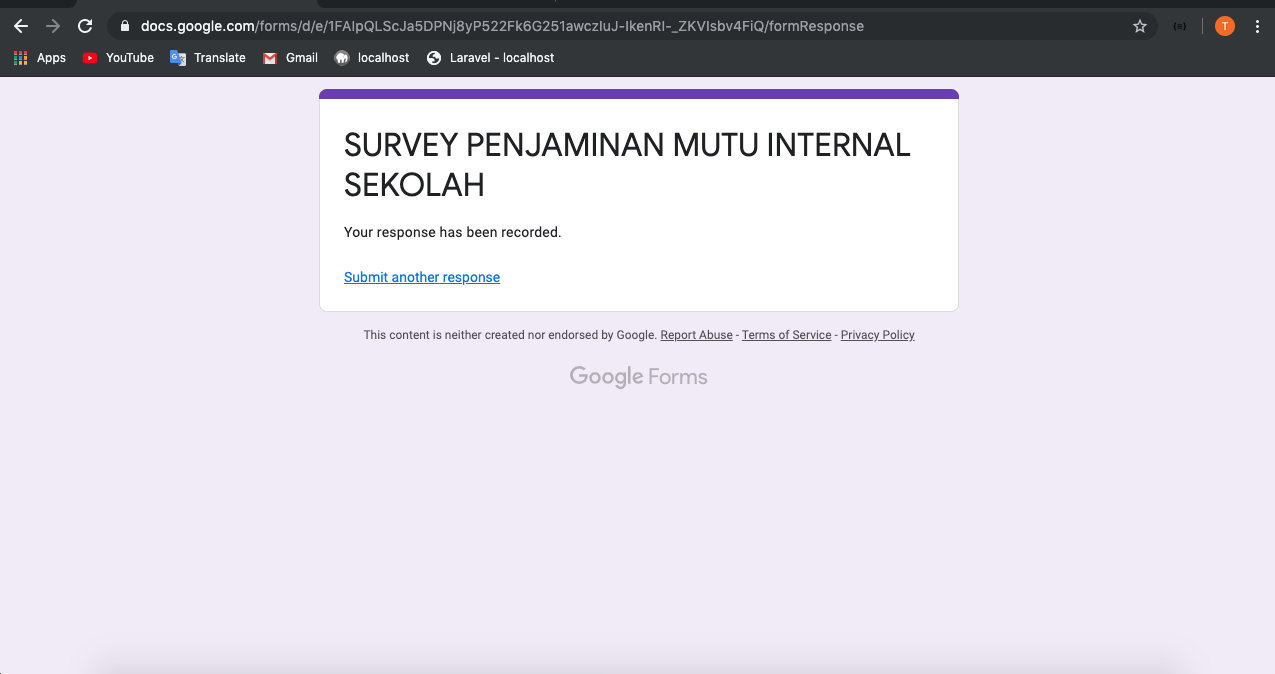 docs.google.com/forms/d/e/1FAIpQLScJa5DPNj8yP522Fk6G251awczIuJ-IkenRI-_ZKVIsbv4FiQ/formResponse
T
Apps YouTube Translate Gmail localhost Laravel - localhost
SURVEY PENJAMINAN MUTU INTERNAL
SEKOLAH
Your response has been recorded.
Submit another response
This content is neither created nor endorsed by Google. Report Abuse - Terms of Service - Privacy Policy
Google Forms